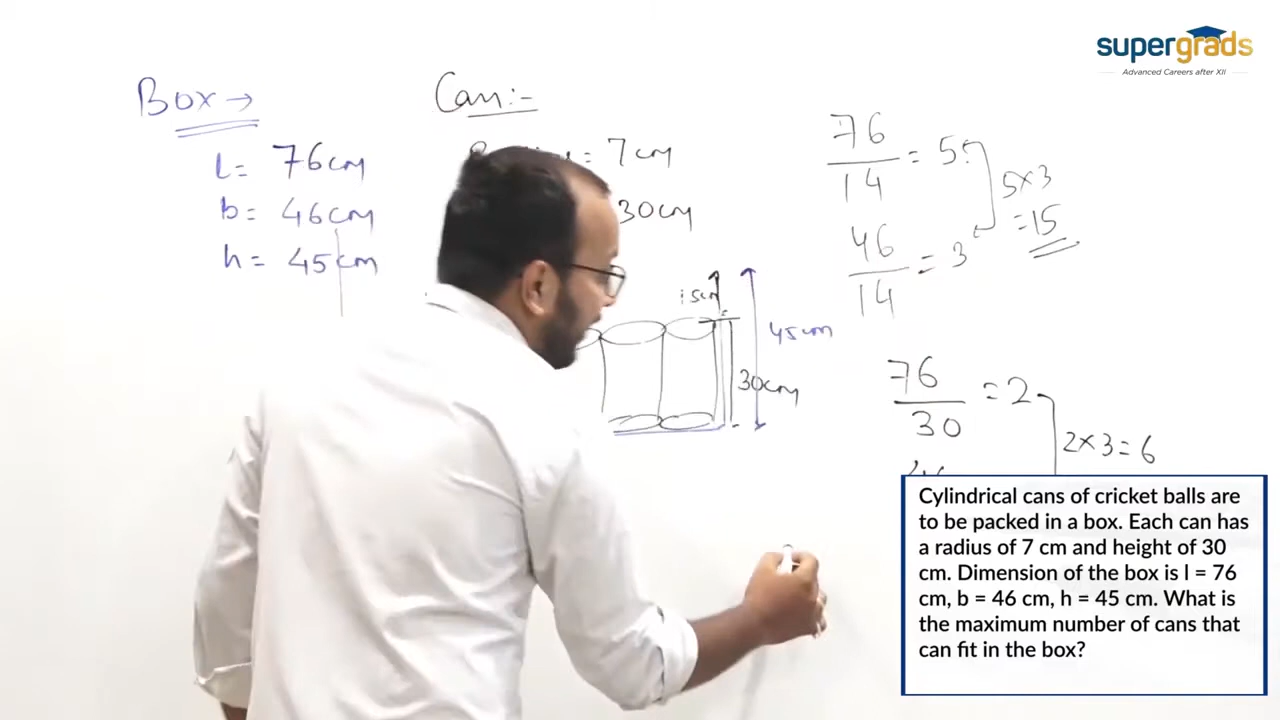 supergrads
Advanced Careers after XII
Box →
l = 76cm
b = 46cm
h = 45cm
Can:-
= 7cm
30cm
15cm
45cm
30cm
76/14 = 5
46/14 = 3
5×3
=15
76/30 = 2
2×3=6
Cylindrical cans of cricket balls are
to be packed in a box. Each can has
a radius of 7 cm and height of 30
cm. Dimension of the box is l = 76
cm, b = 46 cm, h = 45 cm. What is
the maximum number of cans that
can fit in the box?